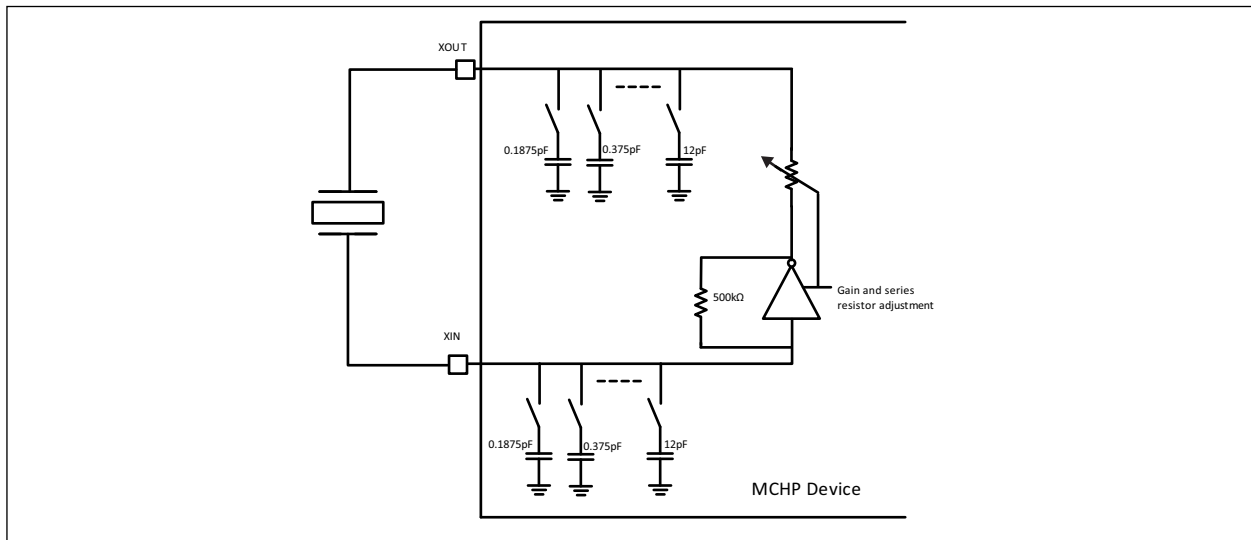 XOUT
0.1875pF
0.375pF
12pF
500kΩ
Gain and series
resistor adjustment
XIN
0.1875pF
0.375pF
12pF
MCHP Device